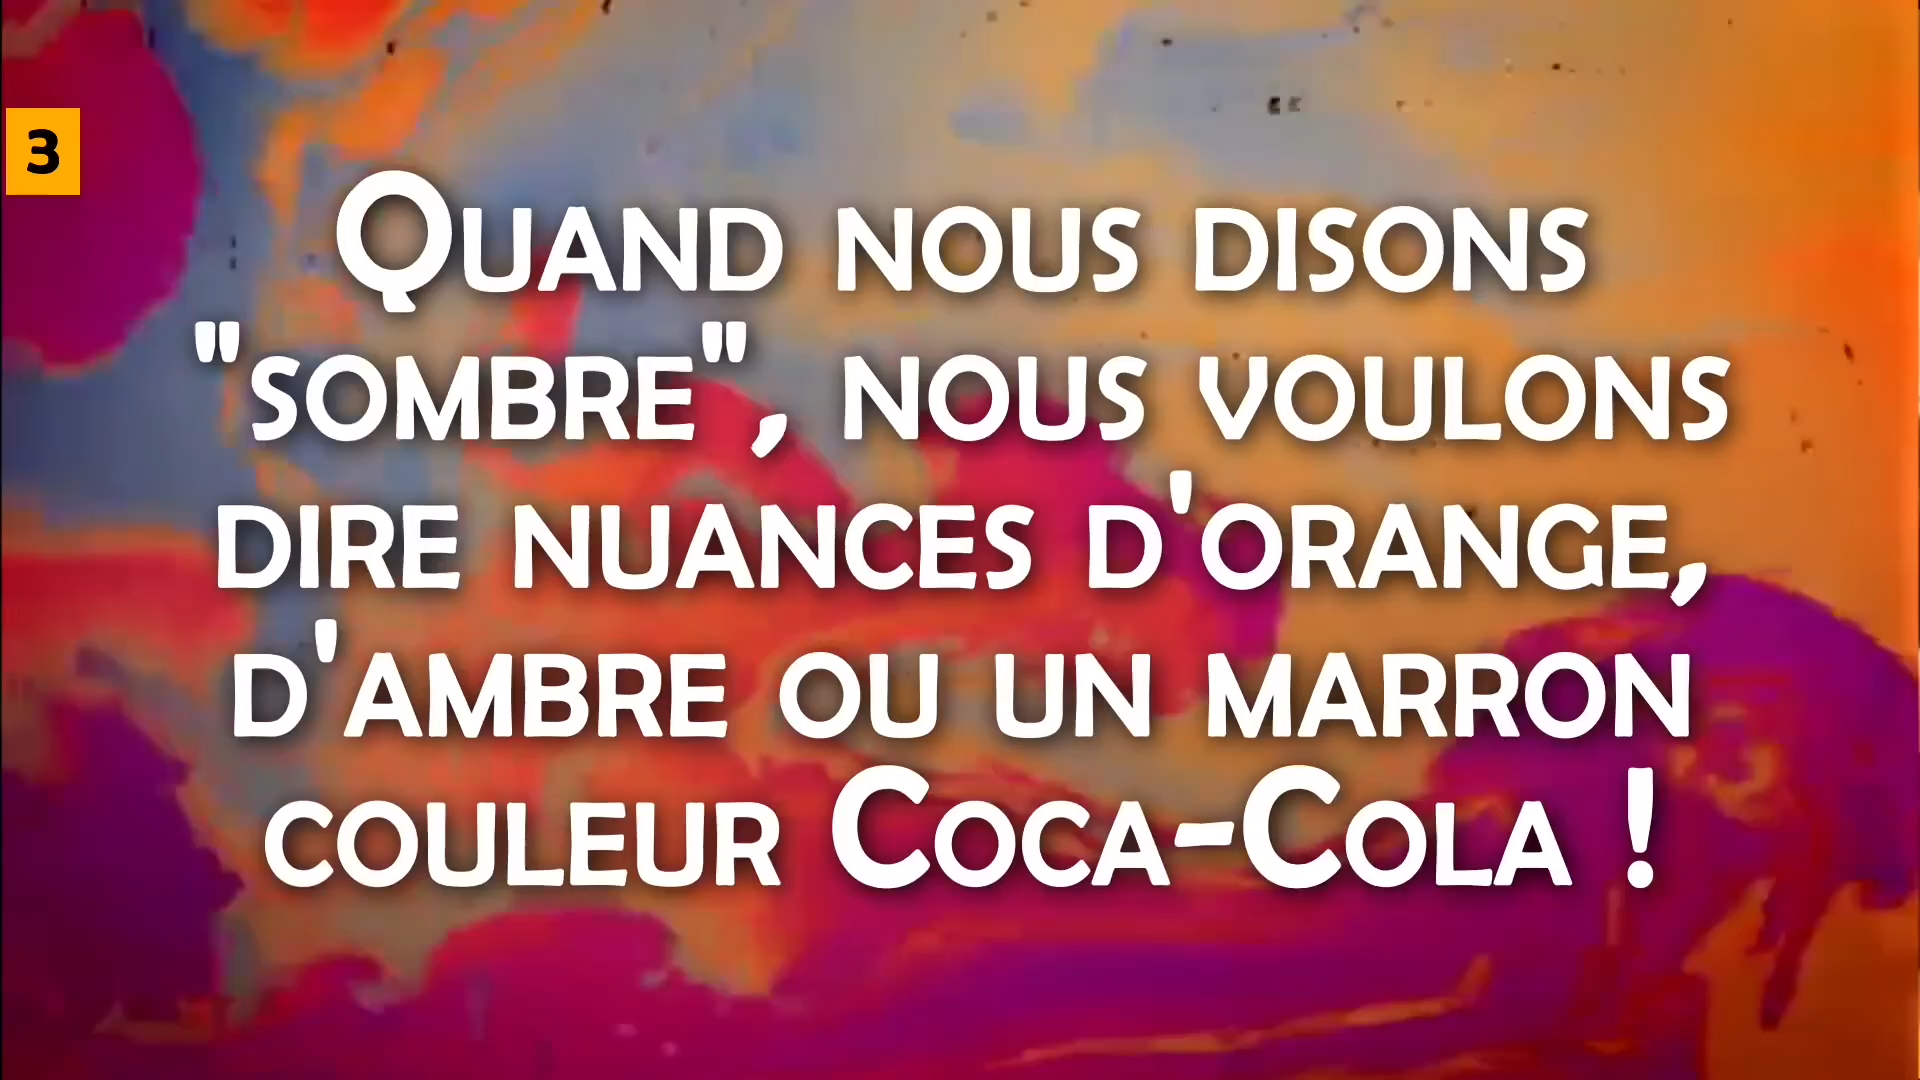 3
Quand nous disons
"sombre", nous voulons
dire nuances d'orange,
d'ambre ou un marron
couleur Coca-Cola !